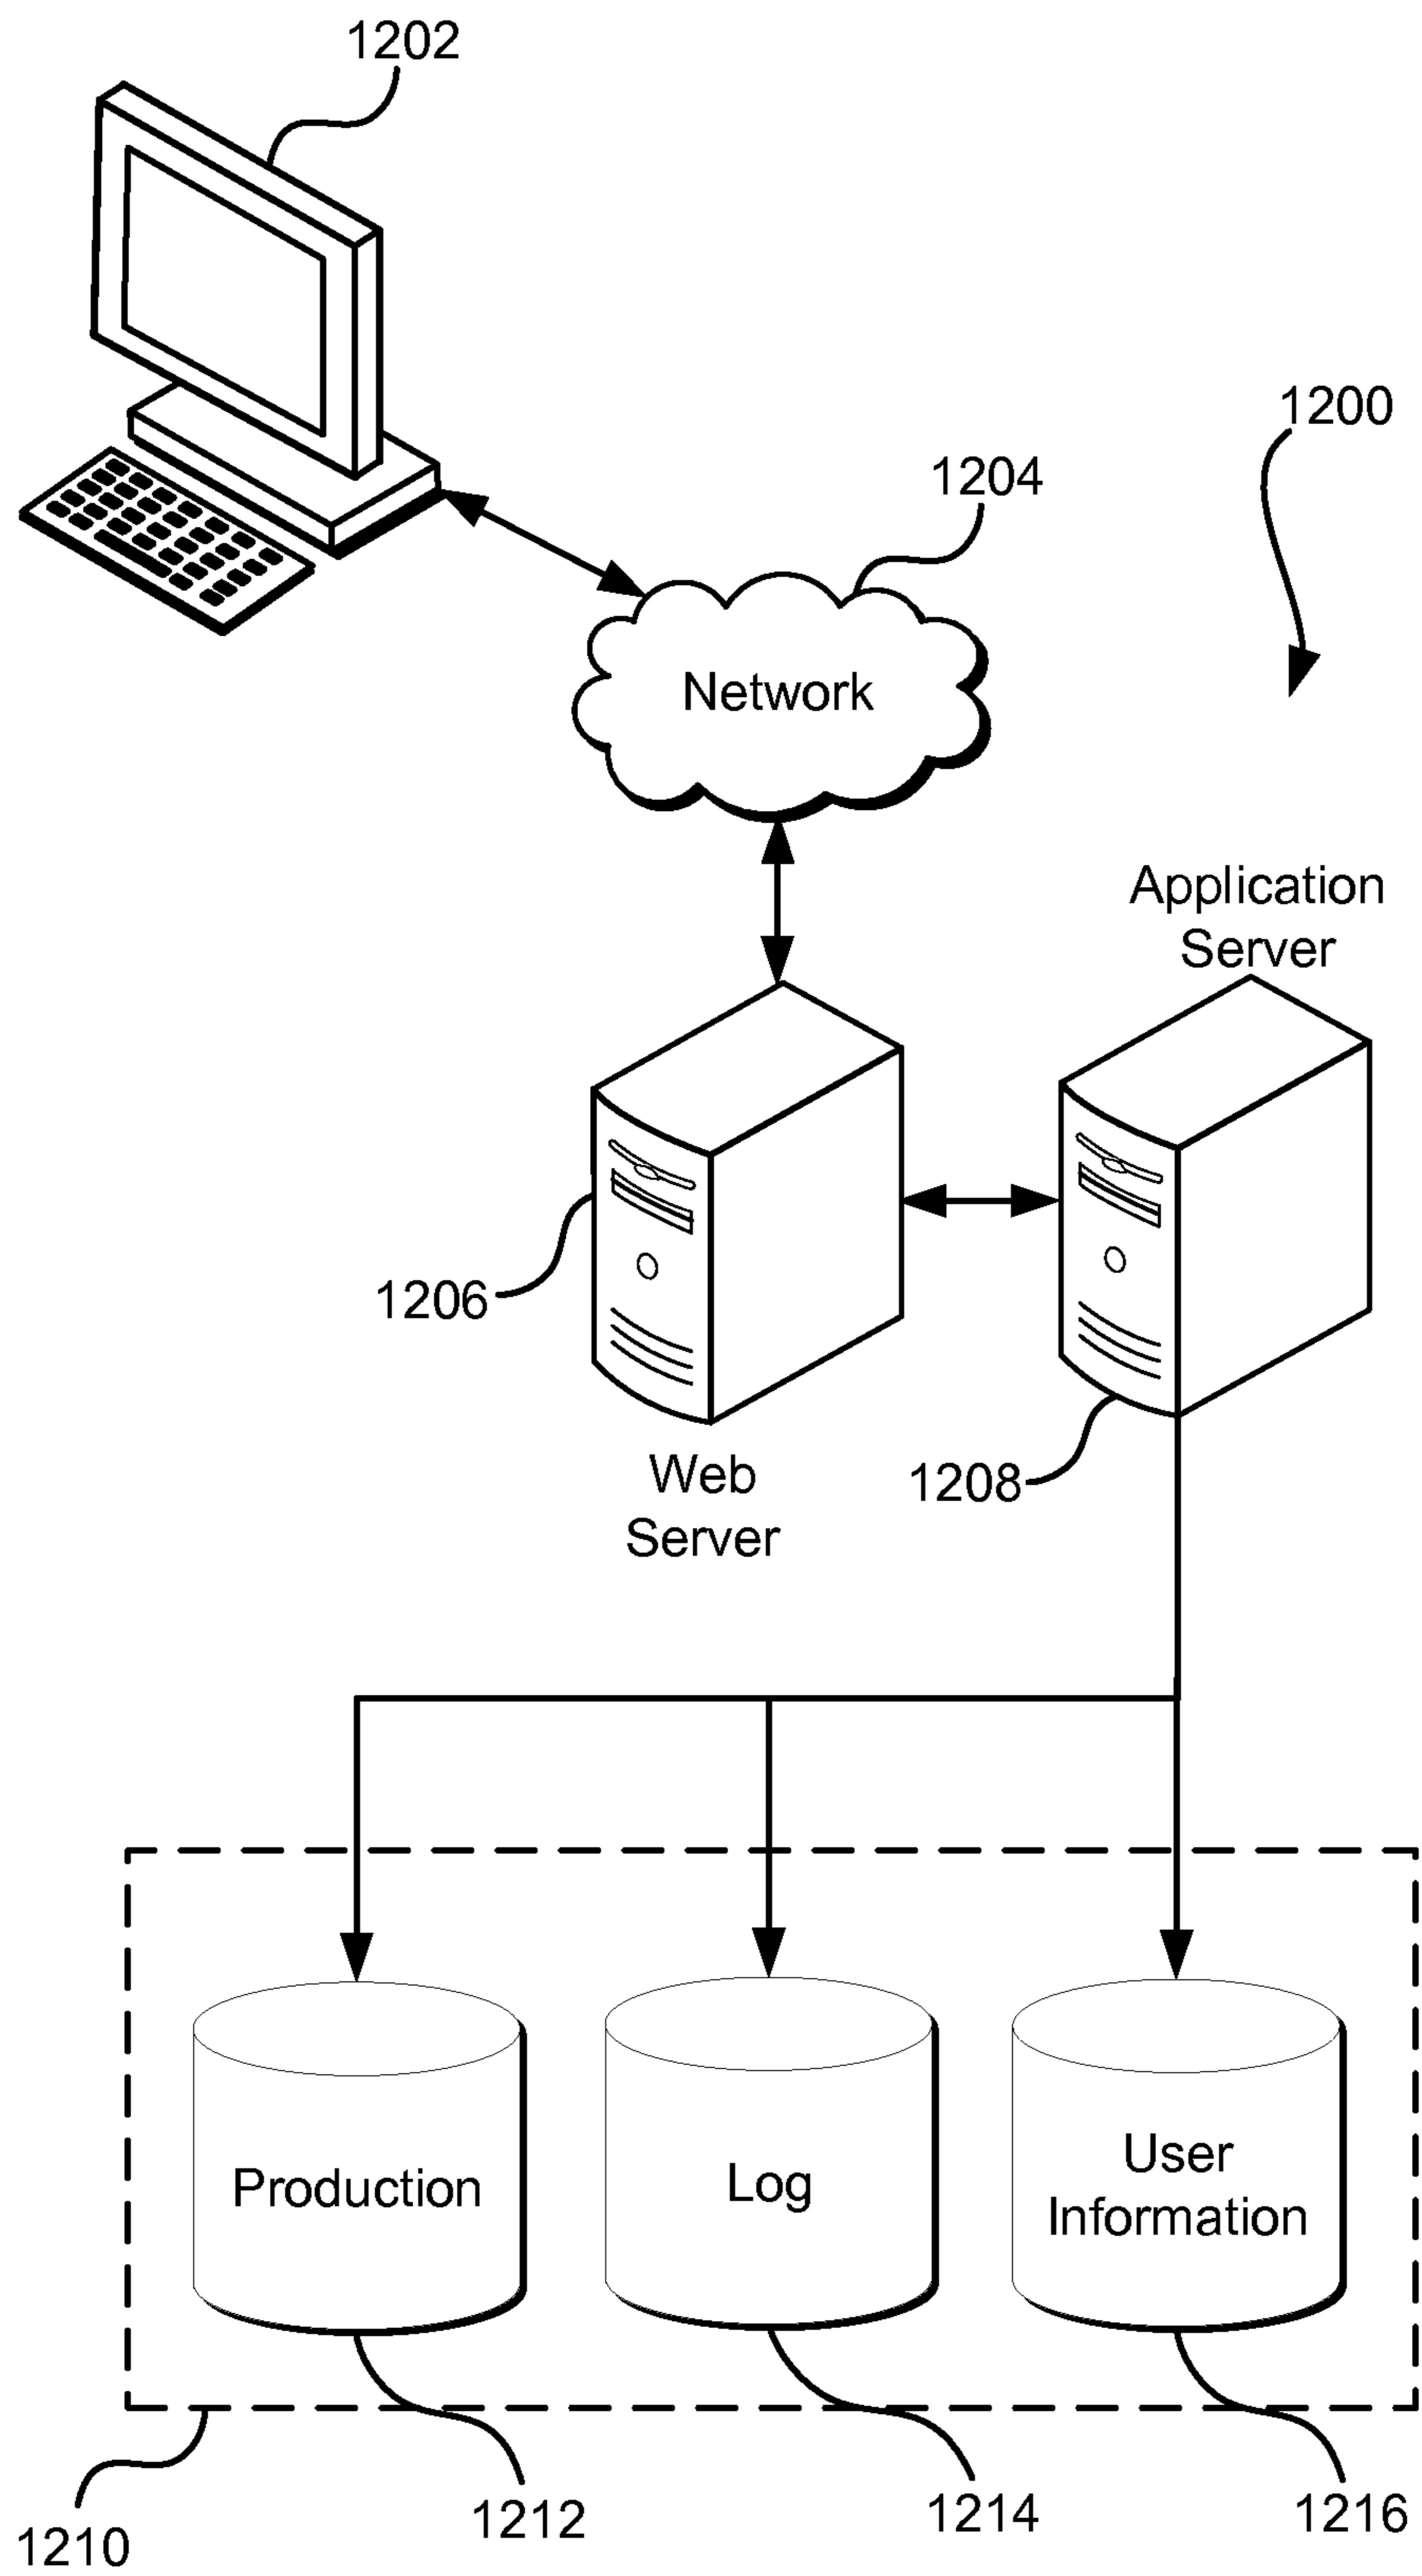 1202
1200
1204
Network
Application
Server
1206
Web
Server
1208
Production
Log
User
Information
1210
1212
1214
1216